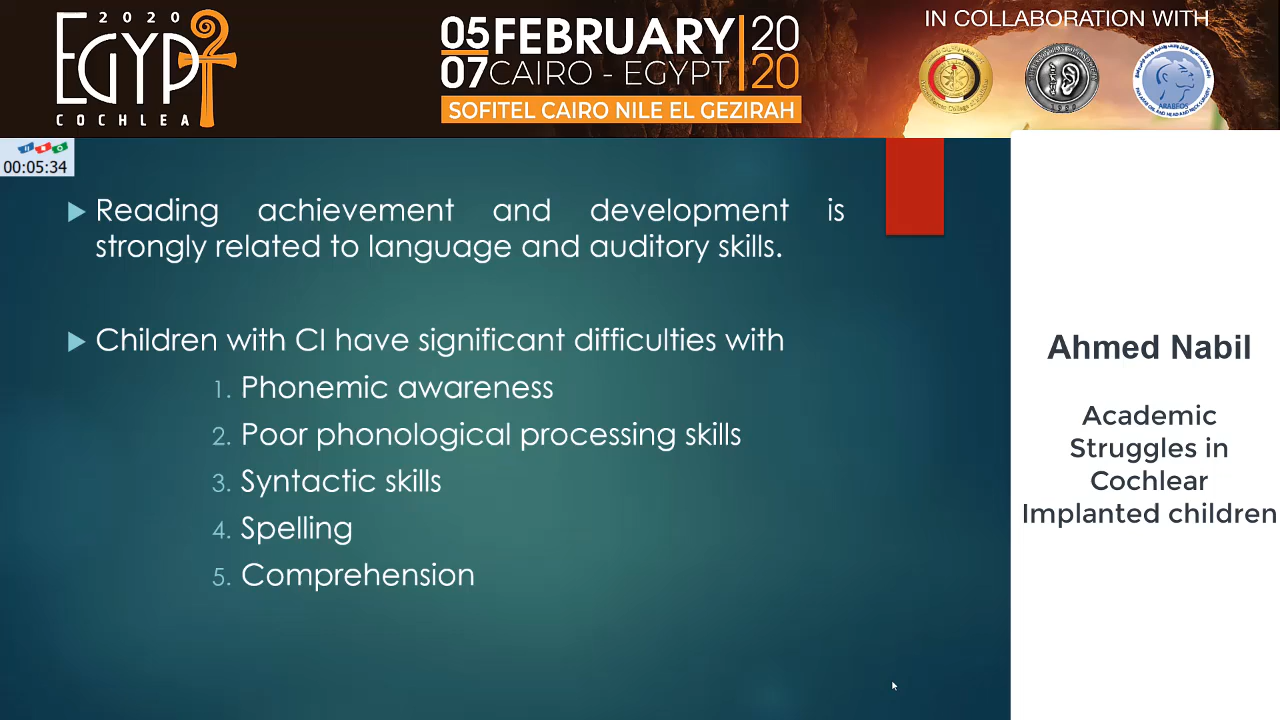 2020
EGYPT
COCHLEA
05 FEBRUARY 20
07 CAIRO - EGYPT 20
SOFITEL CAIRO NILE EL GEZIRAH
IN COLLABORATION WITH
ARABFOS
00:05:34
Reading achievement and development is
strongly related to language and auditory skills.
Children with CI have significant difficulties with
1. Phonemic awareness
2. Poor phonological processing skills
3. Syntactic skills
4. Spelling
5. Comprehension
Ahmed Nabil
Academic
Struggles in
Cochlear
Implanted children